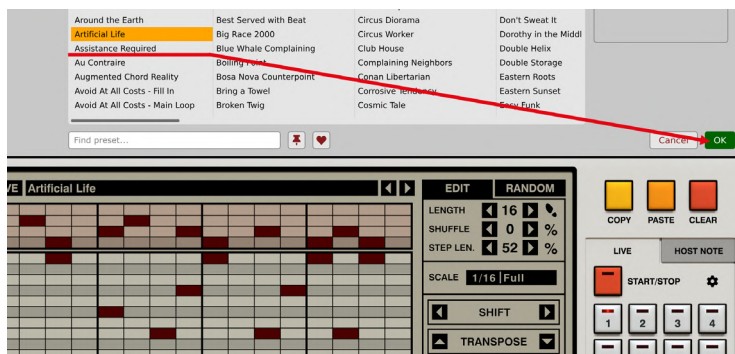 Around the Earth Best Served with Beat Circus Diorama Don't Sweat It
Artificial Life Big Race 2000 Circus Worker Dorothy in the Middl
Assistance Required Blue Whale Complaining Club House Double Helix
Au Contraire Boiling Point Complaining Neighbors Double Storage
Augmented Chord Reality Bosa Nova Counterpoint Conan Libertarian Eastern Roots
Avoid At All Costs - Fill In Bring a Towel Corrosive Tendency Eastern Sunset
Avoid At All Costs - Main Loop Broken Twig Cosmic Tale Easy Funk
Find preset... Cancel OK
VE Artificial Life EDIT RANDOM
LENGTH 16
SHUFFLE 0 %
STEP LEN. 52 %
SCALE 1/16 Full
SHIFT
TRANSPOSE
COPY PASTE CLEAR
LIVE HOST NOTE
START/STOP
1 2 3 4